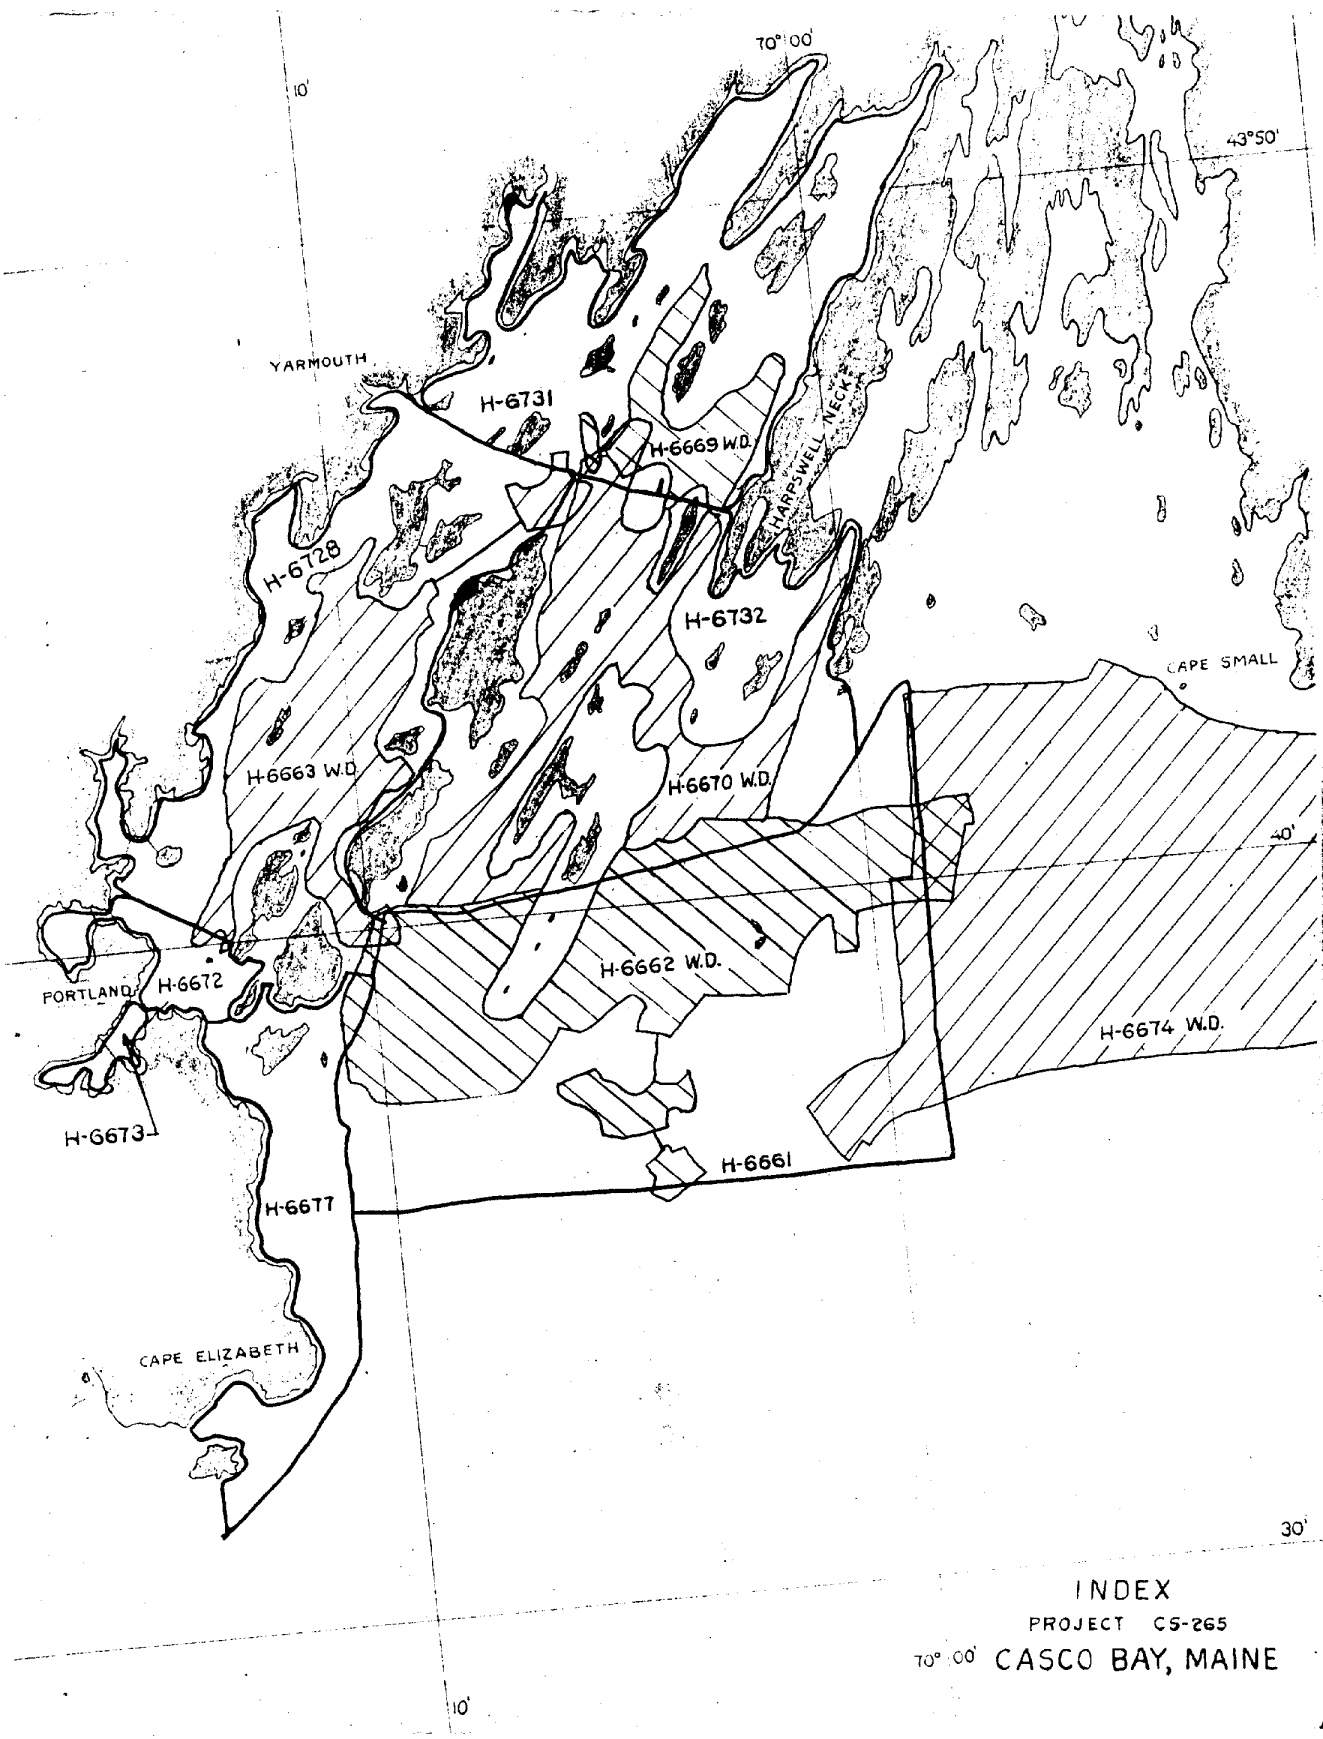 70° 00'
10'
43°50'
YARMOUTH
H-6731
HARPSWELL NECK
H-6669 W.D.
H-6728
H-6732
CAPE SMALL
H-6663 W.D.
H-6670 W.D.
40'
H-6662 W.D.
PORTLAND
H-6672
H-6674 W.D.
H-6673
H-6661
H-6677
CAPE ELIZABETH
30'
INDEX
PROJECT CS-265
70° 00' CASCO BAY, MAINE
10'